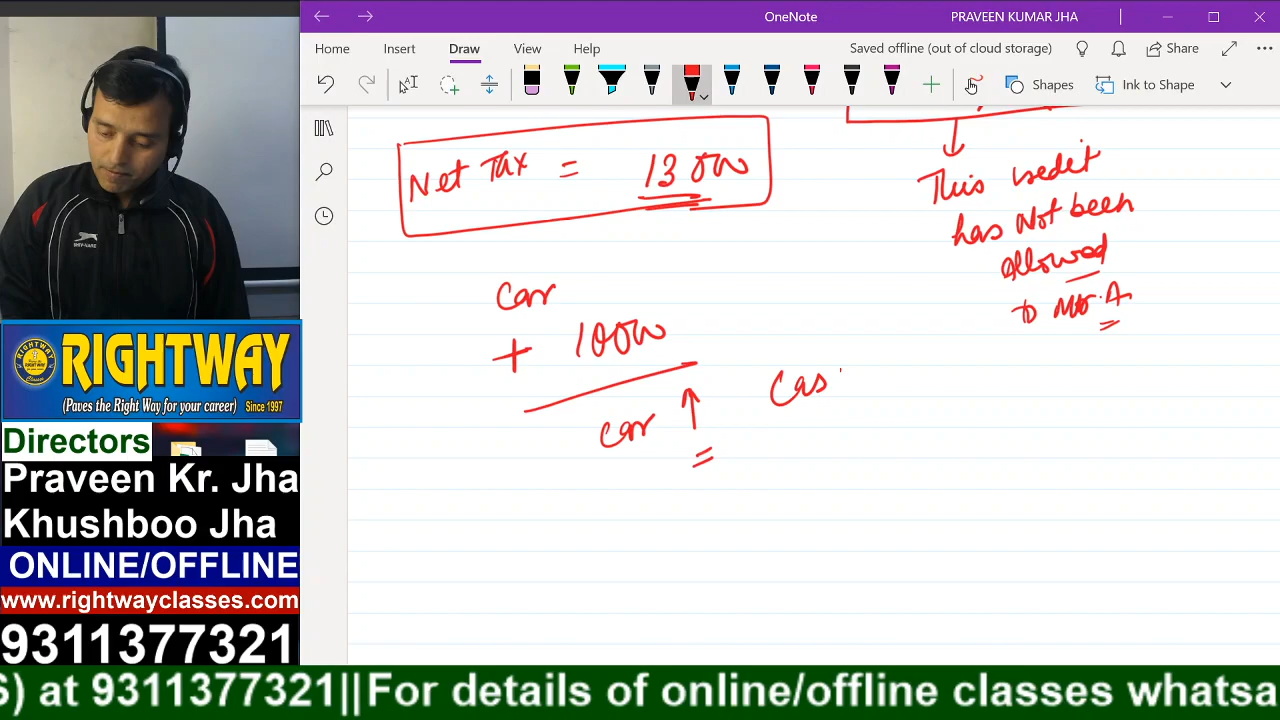 OneNote
PRAVEEN KUMAR JHA
Home Insert Draw View Help
Saved offline (out of cloud storage)
Share
Shapes
Ink to Shape
Net Tax = 13000
This credit
has Not been
allowed
to Mr. A
car
+ 10000
car ↑
Cas
RIGHTWAY
(Paves the Right Way for your career) Since 1997
Directors
Praveen Kr. Jha
Khushboo Jha
ONLINE/OFFLINE
www.rightwayclasses.com
9311377321
S) at 9311377321||For details of online/offline classes whatsa